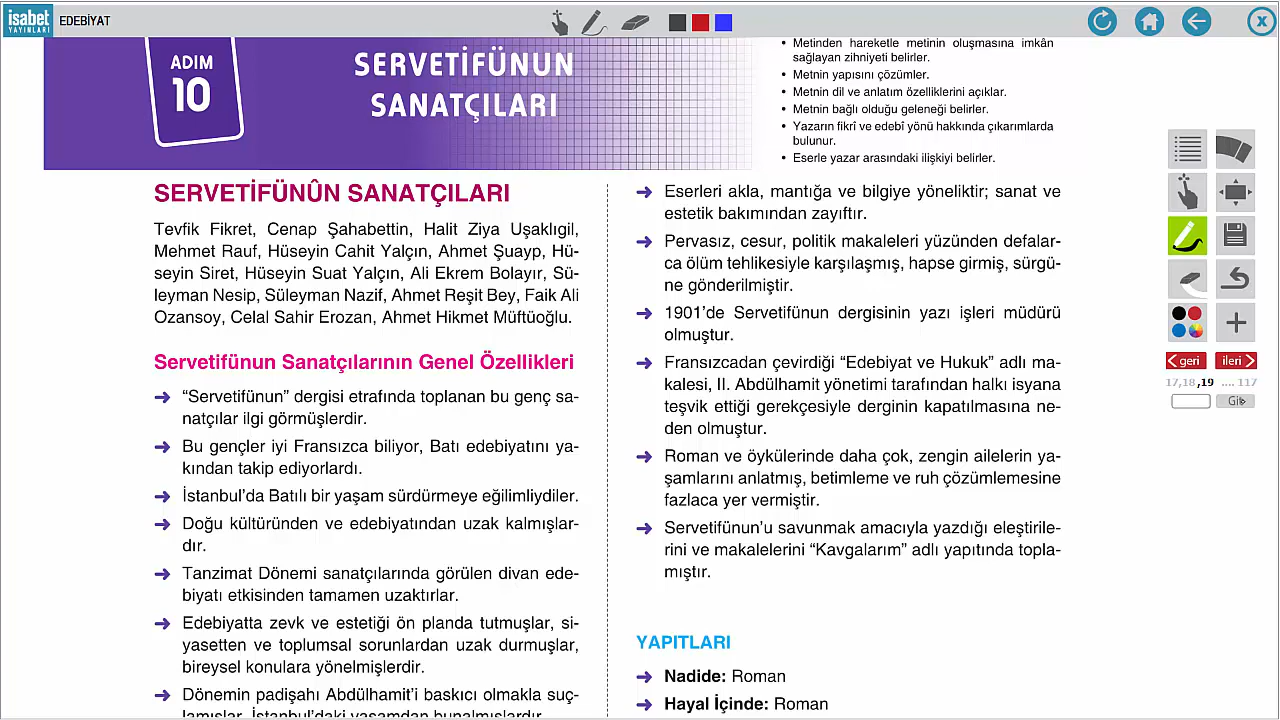 isabet
YAYINLARI
EDEBİYAT
ADIM
10
SERVETİFÜNUN
SANATÇILARI
• Metinden hareketle metinin oluşmasına imkân
sağlayan zihniyeti belirler.
• Metnin yapısını çözümler.
• Metnin dil ve anlatım özelliklerini açıklar.
• Metnin bağlı olduğu geleneği belirler.
• Yazarın fikrî ve edebî yönü hakkında çıkarımlarda
bulunur.
• Eserle yazar arasındaki ilişkiyi belirler.
SERVETİFÜNÛN SANATÇILARI
Tevfik Fikret, Cenap Şahabettin, Halit Ziya Uşaklıgil,
Mehmet Rauf, Hüseyin Cahit Yalçın, Ahmet Şuayp, Hü-
seyin Siret, Hüseyin Suat Yalçın, Ali Ekrem Bolayır, Sü-
leyman Nesip, Süleyman Nazif, Ahmet Reşit Bey, Faik Ali
Ozansoy, Celal Sahir Erozan, Ahmet Hikmet Müftüoğlu.
Servetifünun Sanatçılarının Genel Özellikleri
➔ “Servetifünun” dergisi etrafında toplanan bu genç sa-
natçılar ilgi görmüşlerdir.
➔ Bu gençler iyi Fransızca biliyor, Batı edebiyatını ya-
kından takip ediyorlardı.
➔ İstanbul’da Batılı bir yaşam sürdürmeye eğilimliydiler.
➔ Doğu kültüründen ve edebiyatından uzak kalmışlar-
dır.
➔ Tanzimat Dönemi sanatçılarında görülen divan ede-
biyatı etkisinden tamamen uzaktırlar.
➔ Edebiyatta zevk ve estetiği ön planda tutmuşlar, si-
yasetten ve toplumsal sorunlardan uzak durmuşlar,
bireysel konulara yönelmişlerdir.
➔ Dönemin padişahı Abdülhamit’i baskıcı olmakla suç-
lamışlar, İstanbul’daki yaşamdan bunalmışlardır.
➔ Eserleri akla, mantığa ve bilgiye yöneliktir; sanat ve
estetik bakımından zayıftır.
➔ Pervasız, cesur, politik makaleleri yüzünden defalar-
ca ölüm tehlikesiyle karşılaşmış, hapse girmiş, sürgü-
ne gönderilmiştir.
➔ 1901’de Servetifünun dergisinin yazı işleri müdürü
olmuştur.
➔ Fransızcadan çevirdiği “Edebiyat ve Hukuk” adlı ma-
kalesi, II. Abdülhamit yönetimi tarafından halkı isyana
teşvik ettiği gerekçesiyle derginin kapatılmasına ne-
den olmuştur.
➔ Roman ve öykülerinde daha çok, zengin ailelerin ya-
şamlarını anlatmış, betimleme ve ruh çözümlemesine
fazlaca yer vermiştir.
➔ Servetifünun’u savunmak amacıyla yazdığı eleştirile-
rini ve makalelerini “Kavgalarım” adlı yapıtında topla-
mıştır.
YAPITLARI
➔ Nadide: Roman
➔ Hayal İçinde: Roman
geri ileri
17,18,19 .... 117
Git